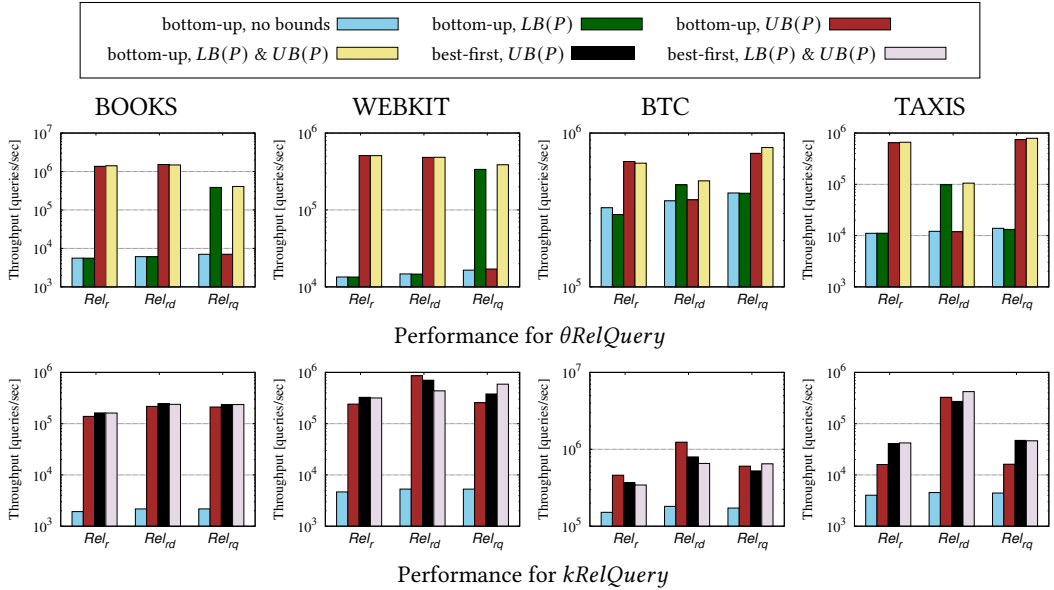 bottom-up, no bounds bottom-up, LB(P) bottom-up, UB(P)
bottom-up, LB(P) & UB(P) best-first, UB(P) best-first, LB(P) & UB(P)
BOOKS WEBKIT BTC TAXIS
Throughput [queries/sec]
10^7
10^6
10^5
10^4
10^3
Rel_r Rel_rd Rel_rq
Throughput [queries/sec]
10^6
10^5
10^4
Rel_r Rel_rd Rel_rq
Throughput [queries/sec]
10^6
10^5
Rel_r Rel_rd Rel_rq
Throughput [queries/sec]
10^6
10^5
10^4
10^3
Rel_r Rel_rd Rel_rq
Performance for θRelQuery
Throughput [queries/sec]
10^6
10^5
10^4
10^3
Rel_r Rel_rd Rel_rq
Throughput [queries/sec]
10^6
10^5
10^4
10^3
Rel_r Rel_rd Rel_rq
Throughput [queries/sec]
10^7
10^6
10^5
Rel_r Rel_rd Rel_rq
Throughput [queries/sec]
10^6
10^5
10^4
10^3
Rel_r Rel_rd Rel_rq
Performance for kRelQuery